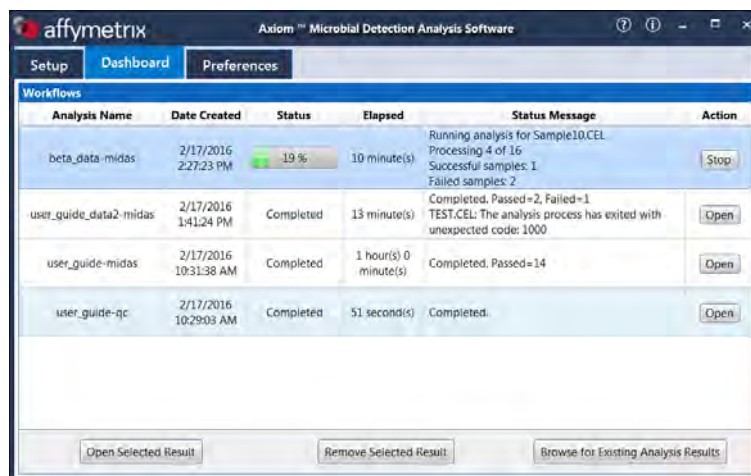 affymetrix
Axiom ™ Microbial Detection Analysis Software
Setup Dashboard Preferences
Workflows
Analysis Name Date Created Status Elapsed Status Message Action
beta_data-midas 2/17/2016 2:27:23 PM 19 % 10 minute(s) Running analysis for Sample10.CEL Stop
Processing 4 of 16
Successful samples: 1
Failed samples: 2
user_guide_data2-midas 2/17/2016 1:41:24 PM Completed 13 minute(s) Completed. Passed=2, Failed=1 Open
TEST.CEL: The analysis process has exited with
unexpected code: 1000
user_guide-midas 2/17/2016 10:31:38 AM Completed 1 hour(s) 0 minute(s) Completed. Passed=14 Open
user_guide-qc 2/17/2016 10:29:03 AM Completed 51 second(s) Completed. Open
Open Selected Result Remove Selected Result Browse for Existing Analysis Results